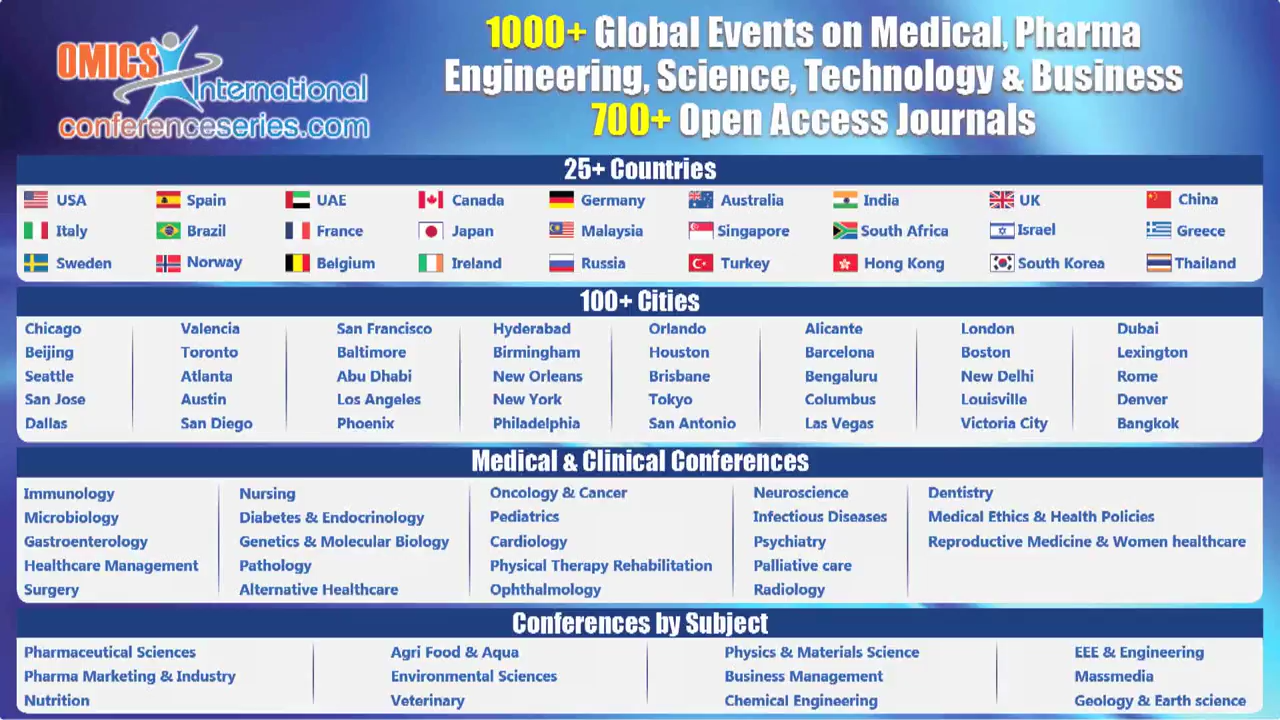 OMICS
International
conferenceseries.com
1000+ Global Events on Medical, Pharma
Engineering, Science, Technology & Business
700+ Open Access Journals
25+ Countries
USA Spain UAE Canada Germany Australia India UK China
Italy Brazil France Japan Malaysia Singapore South Africa Israel Greece
Sweden Norway Belgium Ireland Russia Turkey Hong Kong South Korea Thailand
100+ Cities
Chicago Valencia San Francisco Hyderabad Orlando Alicante London Dubai
Beijing Toronto Baltimore Birmingham Houston Barcelona Boston Lexington
Seattle Atlanta Abu Dhabi New Orleans Brisbane Bengaluru New Delhi Rome
San Jose Austin Los Angeles New York Tokyo Columbus Louisville Denver
Dallas San Diego Phoenix Philadelphia San Antonio Las Vegas Victoria City Bangkok
Medical & Clinical Conferences
Immunology Nursing Oncology & Cancer Neuroscience Dentistry
Microbiology Diabetes & Endocrinology Pediatrics Infectious Diseases Medical Ethics & Health Policies
Gastroenterology Genetics & Molecular Biology Cardiology Psychiatry Reproductive Medicine & Women healthcare
Healthcare Management Pathology Physical Therapy Rehabilitation Palliative care
Surgery Alternative Healthcare Ophthalmology Radiology
Conferences by Subject
Pharmaceutical Sciences Agri Food & Aqua Physics & Materials Science EEE & Engineering
Pharma Marketing & Industry Environmental Sciences Business Management Massmedia
Nutrition Veterinary Chemical Engineering Geology & Earth science